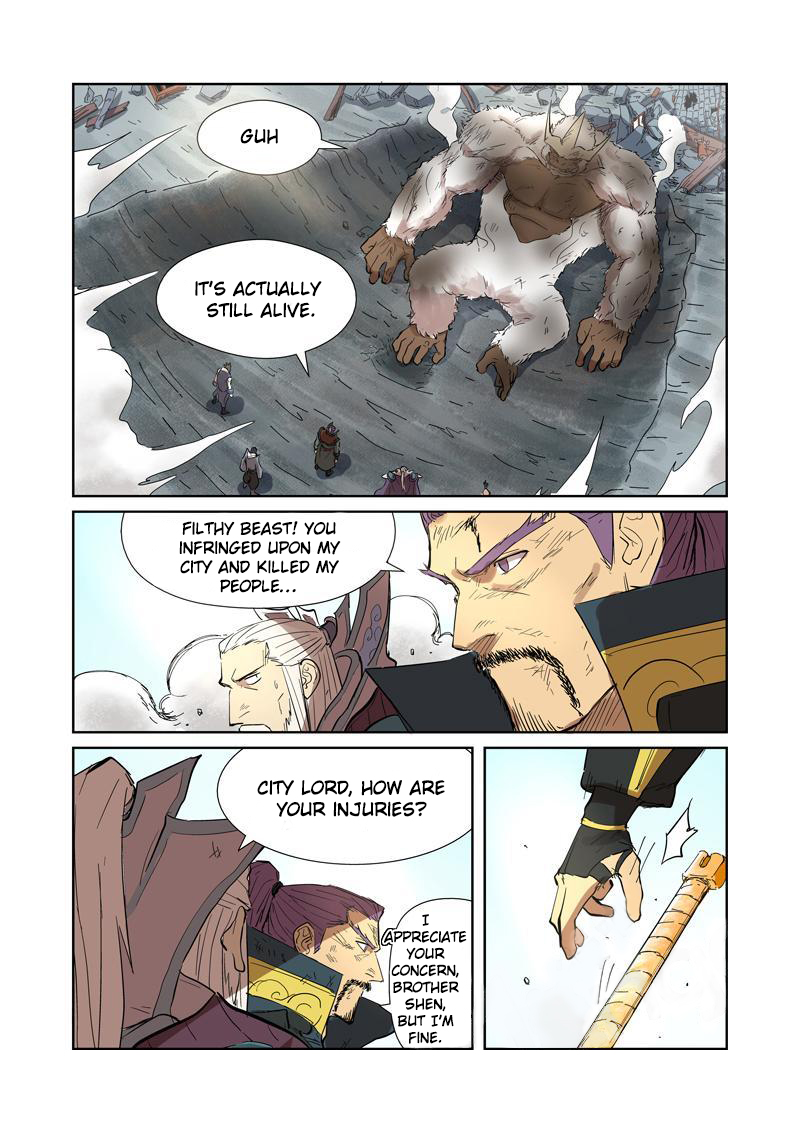 GUH
IT'S ACTUALLY
STILL ALIVE.
FILTHY BEAST! YOU
INFRINGED UPON MY
CITY AND KILLED MY
PEOPLE...
CITY LORD, HOW ARE
YOUR INJURIES?
I
APPRECIATE
YOUR
CONCERN,
BROTHER
SHEN,
BUT I'M
FINE.